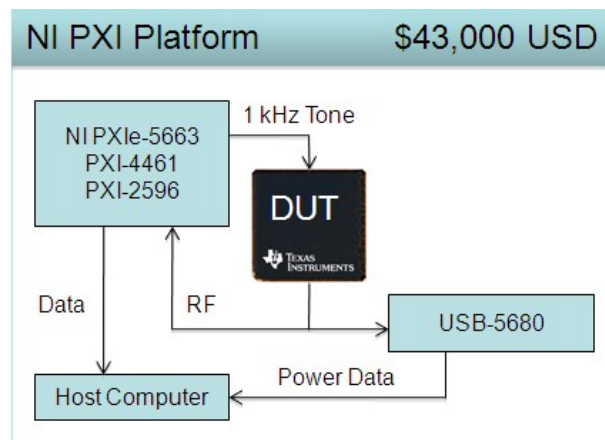 NI PXI Platform $43,000 USD
1 kHz Tone
NI PXIe-5663
PXI-4461
PXI-2596
DUT
TEXAS
INSTRUMENTS
Data
RF
USB-5680
Power Data
Host Computer